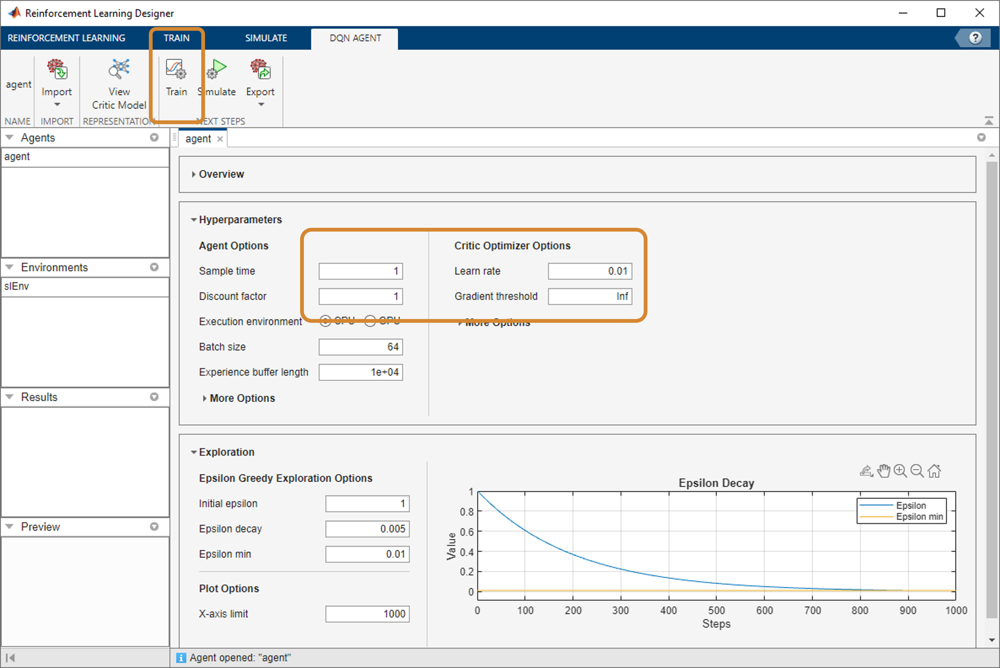 Reinforcement Learning Designer
REINFORCEMENT LEARNING TRAIN SIMULATE DQN AGENT ?
agent Import View Critic Model Train Simulate Export
NAME IMPORT REPRESENTATION NEXT STEPS
Agents
agent
Environments
slEnv
Results
Preview
agent
Overview
Hyperparameters
Agent Options
Sample time 1
Discount factor 1
Execution environment CPU GPU
Batch size 64
Experience buffer length 1e+04
More Options
Critic Optimizer Options
Learn rate 0.01
Gradient threshold Inf
More Options
Exploration
Epsilon Greedy Exploration Options
Initial epsilon 1
Epsilon decay 0.005
Epsilon min 0.01
Plot Options
X-axis limit 1000
Epsilon Decay
Epsilon
Epsilon min
Value
1
0.8
0.6
0.4
0.2
0
0 100 200 300 400 500 600 700 800 900 1000
Steps
Agent opened: "agent"